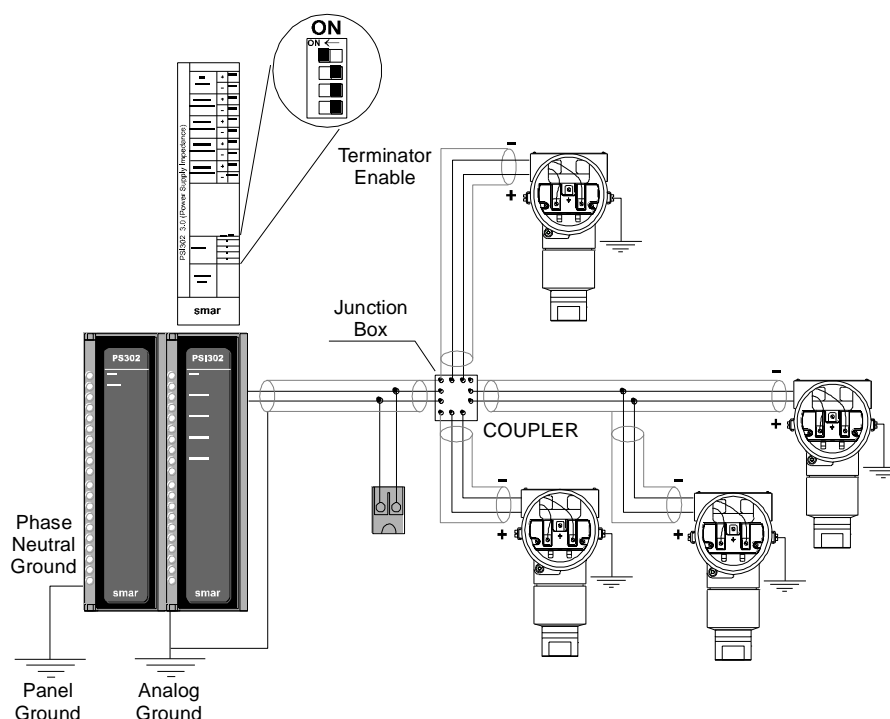 ON
ON ←
+
-
+
-
+
-
+
-
+
-
PSI302 3.0 (Power Supply Impedance)
smar
Terminator
Enable
-
+
Junction
Box
PS302
PSI302
-
+
COUPLER
-
+
-
+
Phase
Neutral
Ground
smar
smar
Panel
Ground
Analog
Ground